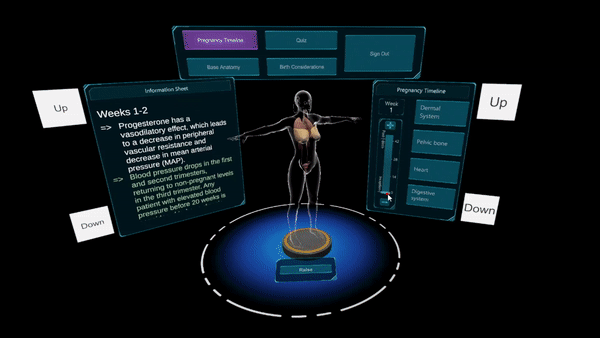 Pregnancy Timeline
Quiz
Sign Out
Base Anatomy
Birth Considerations
Information Sheet
Weeks 1-2
=> Progesterone has a
vasodilatory effect, which leads
to a decrease in peripheral
vascular resistance and
decrease in mean arterial
pressure (MAP).
=> Blood pressure drops in the first
and second trimesters,
returning to non-pregnant levels
in the third trimester. Any
patient with elevated blood
pressure before 20 weeks is
Up
Down
Pregnancy Timeline
Week
1
Dermal
System
Pelvic bone
Heart
Digestive
system
Up
Down